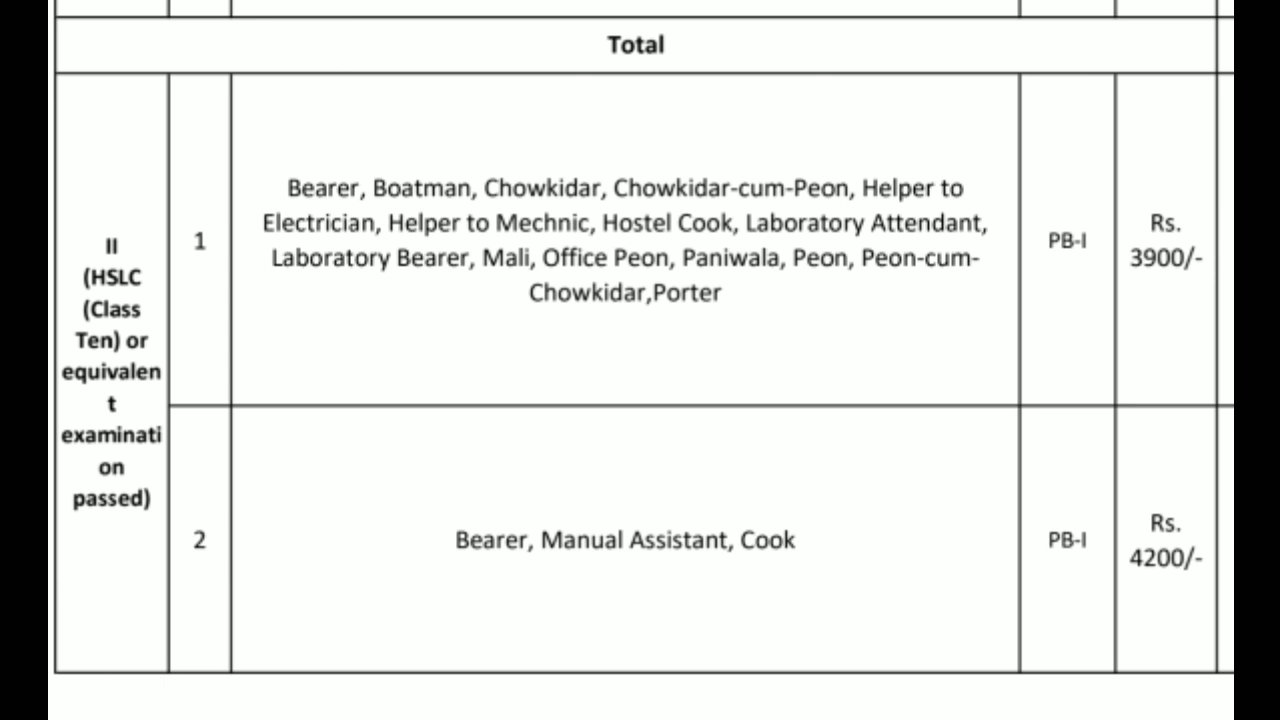 Total
II
(HSLC
(Class
Ten) or
equivalen
t
examinati
on
passed)
1
Bearer, Boatman, Chowkidar, Chowkidar-cum-Peon, Helper to
Electrician, Helper to Mechnic, Hostel Cook, Laboratory Attendant,
Laboratory Bearer, Mali, Office Peon, Paniwala, Peon, Peon-cum-
Chowkidar,Porter
PB-I
Rs.
3900/-
2
Bearer, Manual Assistant, Cook
PB-I
Rs.
4200/-